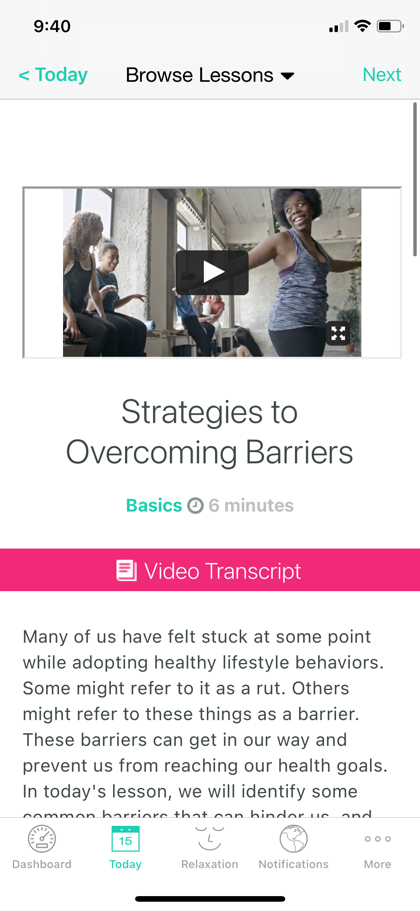 9:40
< Today Browse Lessons Next
Strategies to
Overcoming Barriers
Basics 6 minutes
Video Transcript
Many of us have felt stuck at some point
while adopting healthy lifestyle behaviors.
Some might refer to it as a rut. Others
might refer to these things as a barrier.
These barriers can get in our way and
prevent us from reaching our health goals.
In today's lesson, we will identify some
common barriers that can hinder us, and
15
Dashboard Today Relaxation Notifications More